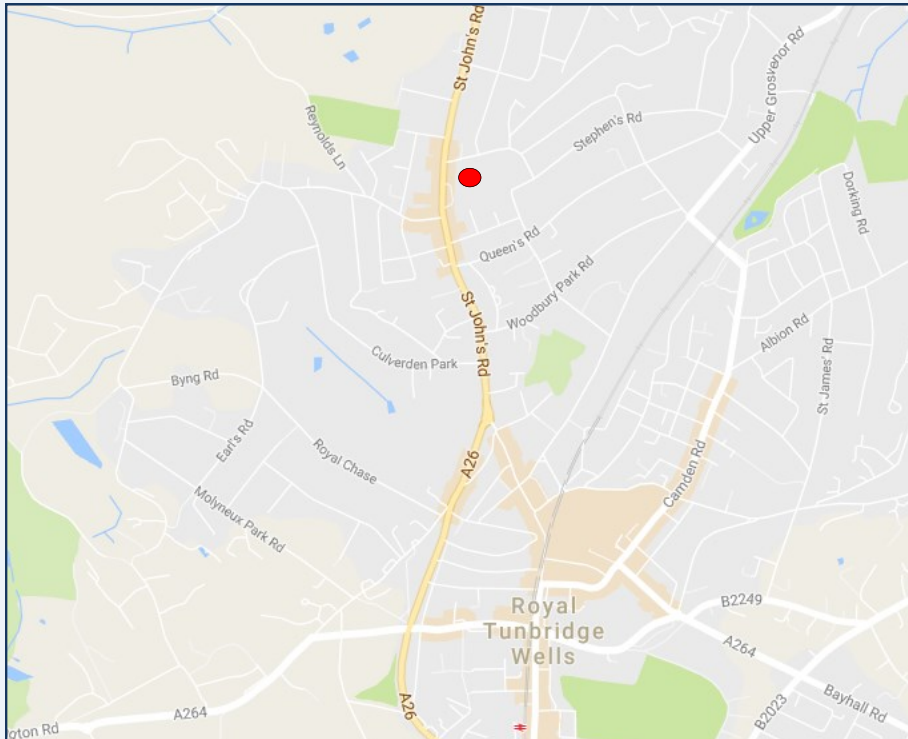 St John's Rd
Upper Grosvenor Rd
Reynolds Ln
Stephen's Rd
Dorking Rd
Queen's Rd
Woodbury Park Rd
St John's Rd
Albion Rd
St James' Rd
Culverden Park
Byng Rd
Earl's Rd
Royal Chase
A26
Camden Rd
Molyneux Park Rd
Royal
Tunbridge
Wells
B2249
A264
Bayhall Rd
B2023
A264
A26
oton Rd